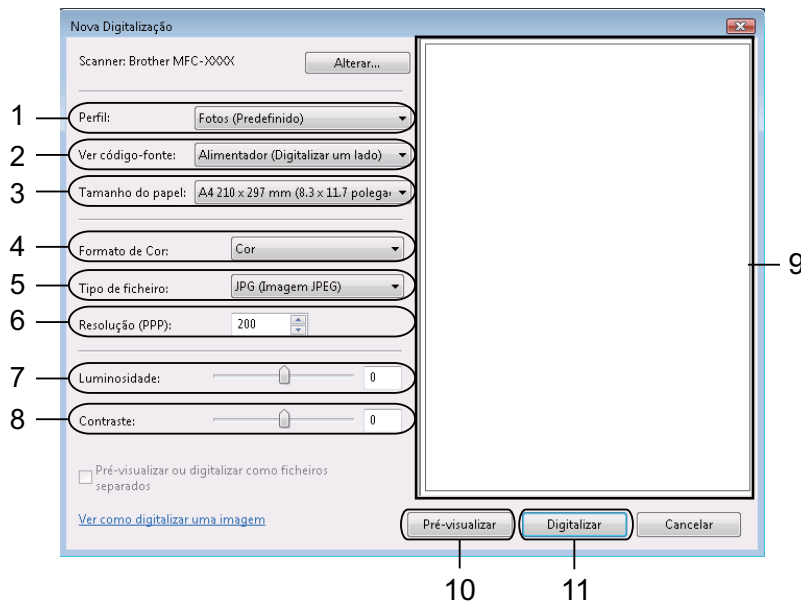 Nova Digitalização
Scanner: Brother MFC-XXXX
Alterar...
1 Perfil: Fotos (Predefinido)
2 Ver código-fonte: Alimentador (Digitalizar um lado)
3 Tamanho do papel: A4 210 x 297 mm (8.3 x 11.7 polega
4 Formato de Cor: Cor
5 Tipo de ficheiro: JPG (Imagem JPEG)
6 Resolução (PPP): 200
7 Luminosidade: 0
8 Contraste: 0
9
Pré-visualizar ou digitalizar como ficheiros
separados
Ver como digitalizar uma imagem
Pré-visualizar Digitalizar Cancelar
10 11